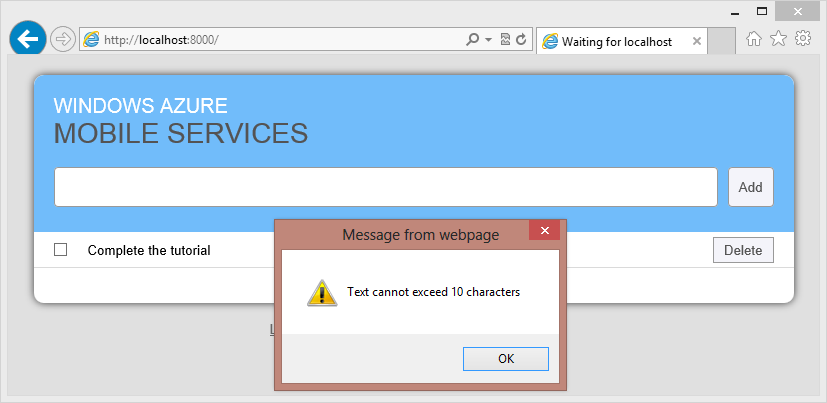 http://localhost:8000/
Waiting for localhost
WINDOWS AZURE
MOBILE SERVICES
Add
Complete the tutorial
Delete
Message from webpage
Text cannot exceed 10 characters
OK